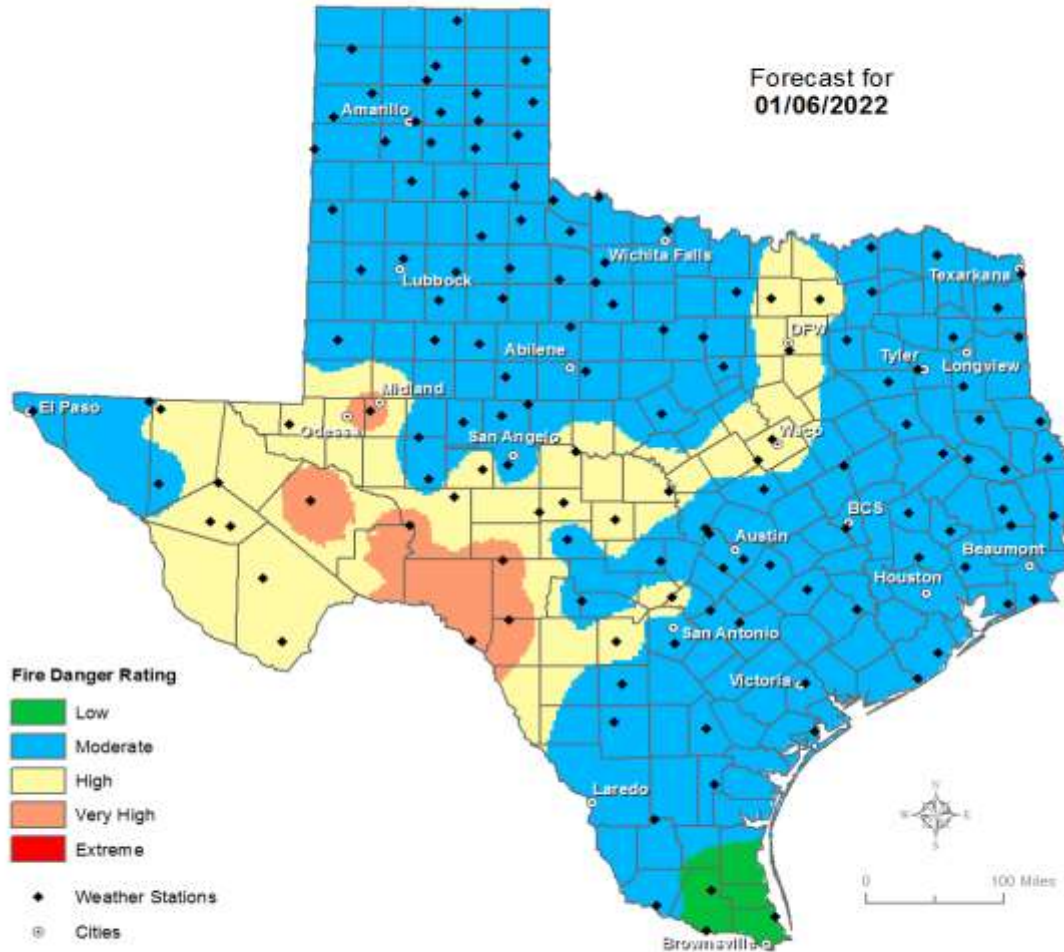 Forecast for
01/06/2022
Amarillo
Wichita Falls
Lubbock
Texarkana
DFW
Abilene
Tyler
Longview
Midland
El Paso
Odessa
San Angelo
Waco
BCS
Austin
Beaumont
Houston
San Antonio
Victoria
Laredo
Brownsville
Fire Danger Rating
Low
Moderate
High
Very High
Extreme
Weather Stations
Cities
N
W E
S
0 100 Miles